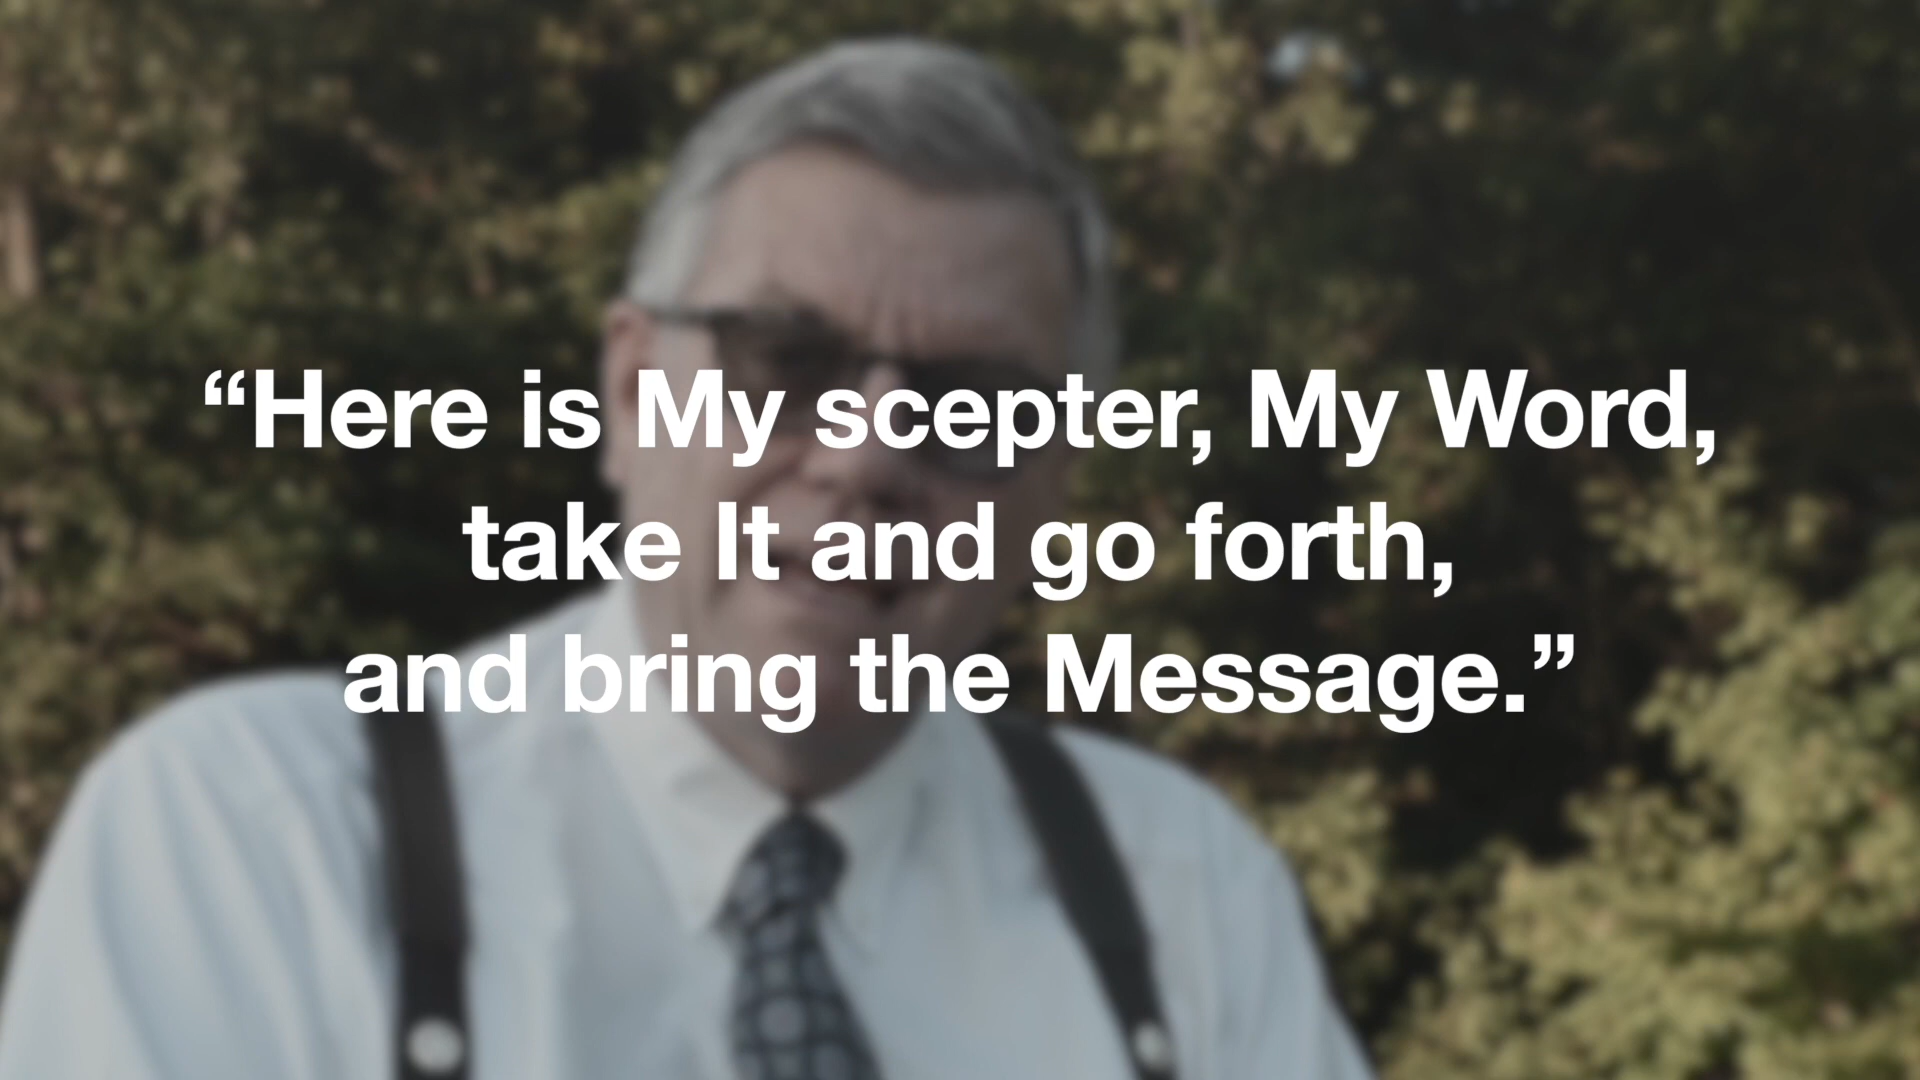 “Here is My scepter, My Word,
take It and go forth,
and bring the Message.”